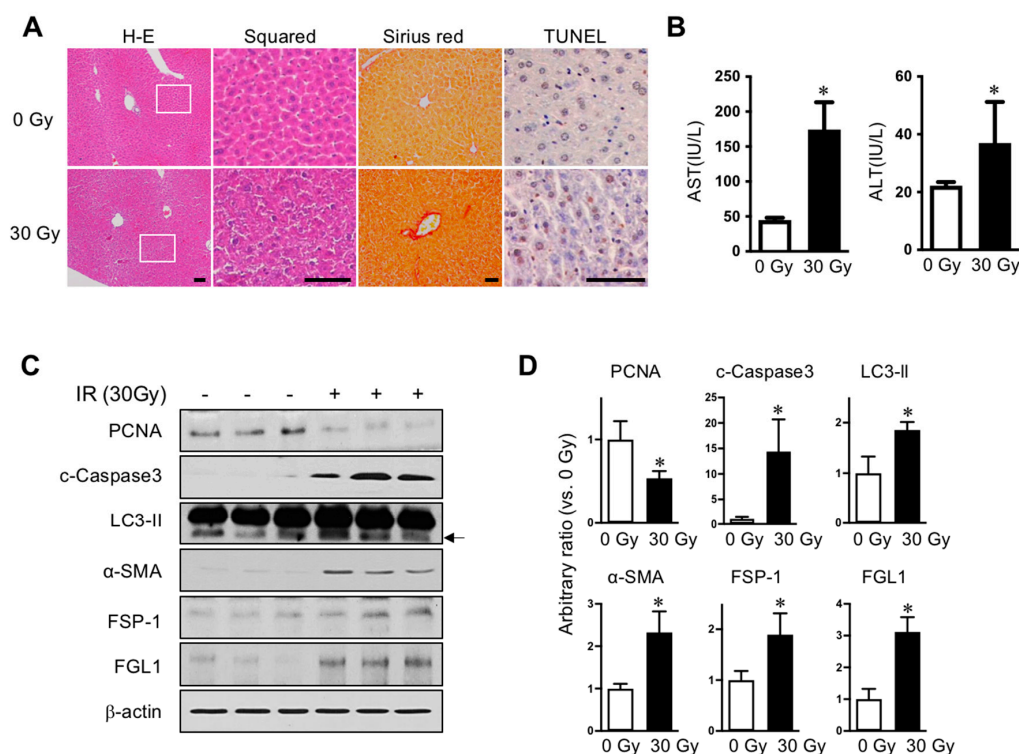 A
H-E
Squared
Sirius red
TUNEL
0 Gy
30 Gy
B
AST(IU/L)
250
200
150
100
50
0
*
0 Gy
30 Gy
ALT(IU/L)
60
40
20
0
*
0 Gy
30 Gy
C
IR (30Gy)
- - - + + +
PCNA
c-Caspase3
LC3-II
α-SMA
FSP-1
FGL1
β-actin
D
Arbitrary ratio (vs. 0 Gy)
PCNA
1
0
*
0 Gy 30 Gy
c-Caspase3
25
20
15
10
5
0
*
0 Gy 30 Gy
LC3-II
2
1
0
*
0 Gy 30 Gy
α-SMA
3
2
1
0
*
0 Gy 30 Gy
FSP-1
2
1
0
*
0 Gy 30 Gy
FGL1
4
3
2
1
0
*
0 Gy 30 Gy